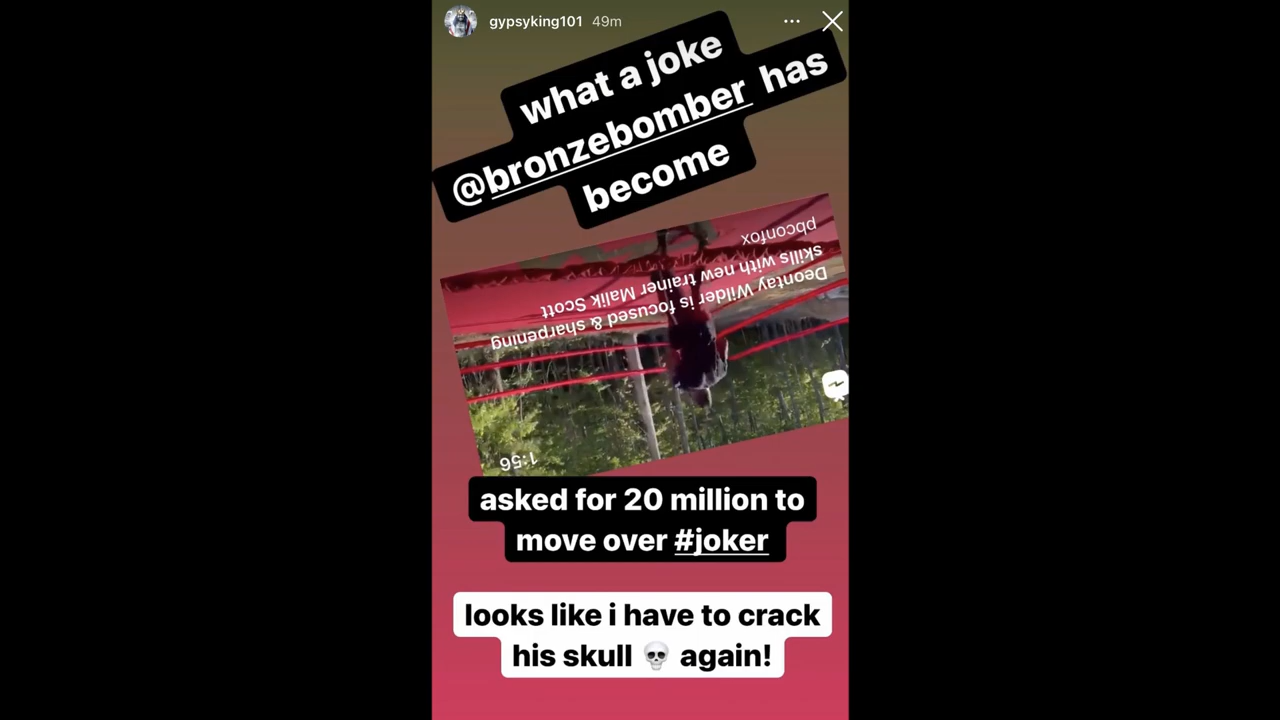 gypsyking101 49m
what a joke
@bronzebomber has
become
pbconfox
Deontay Wilder is focused & sharpening
skills with new trainer Malik Scott
1:56
asked for 20 million to
move over #joker
looks like i have to crack
his skull 💀 again!